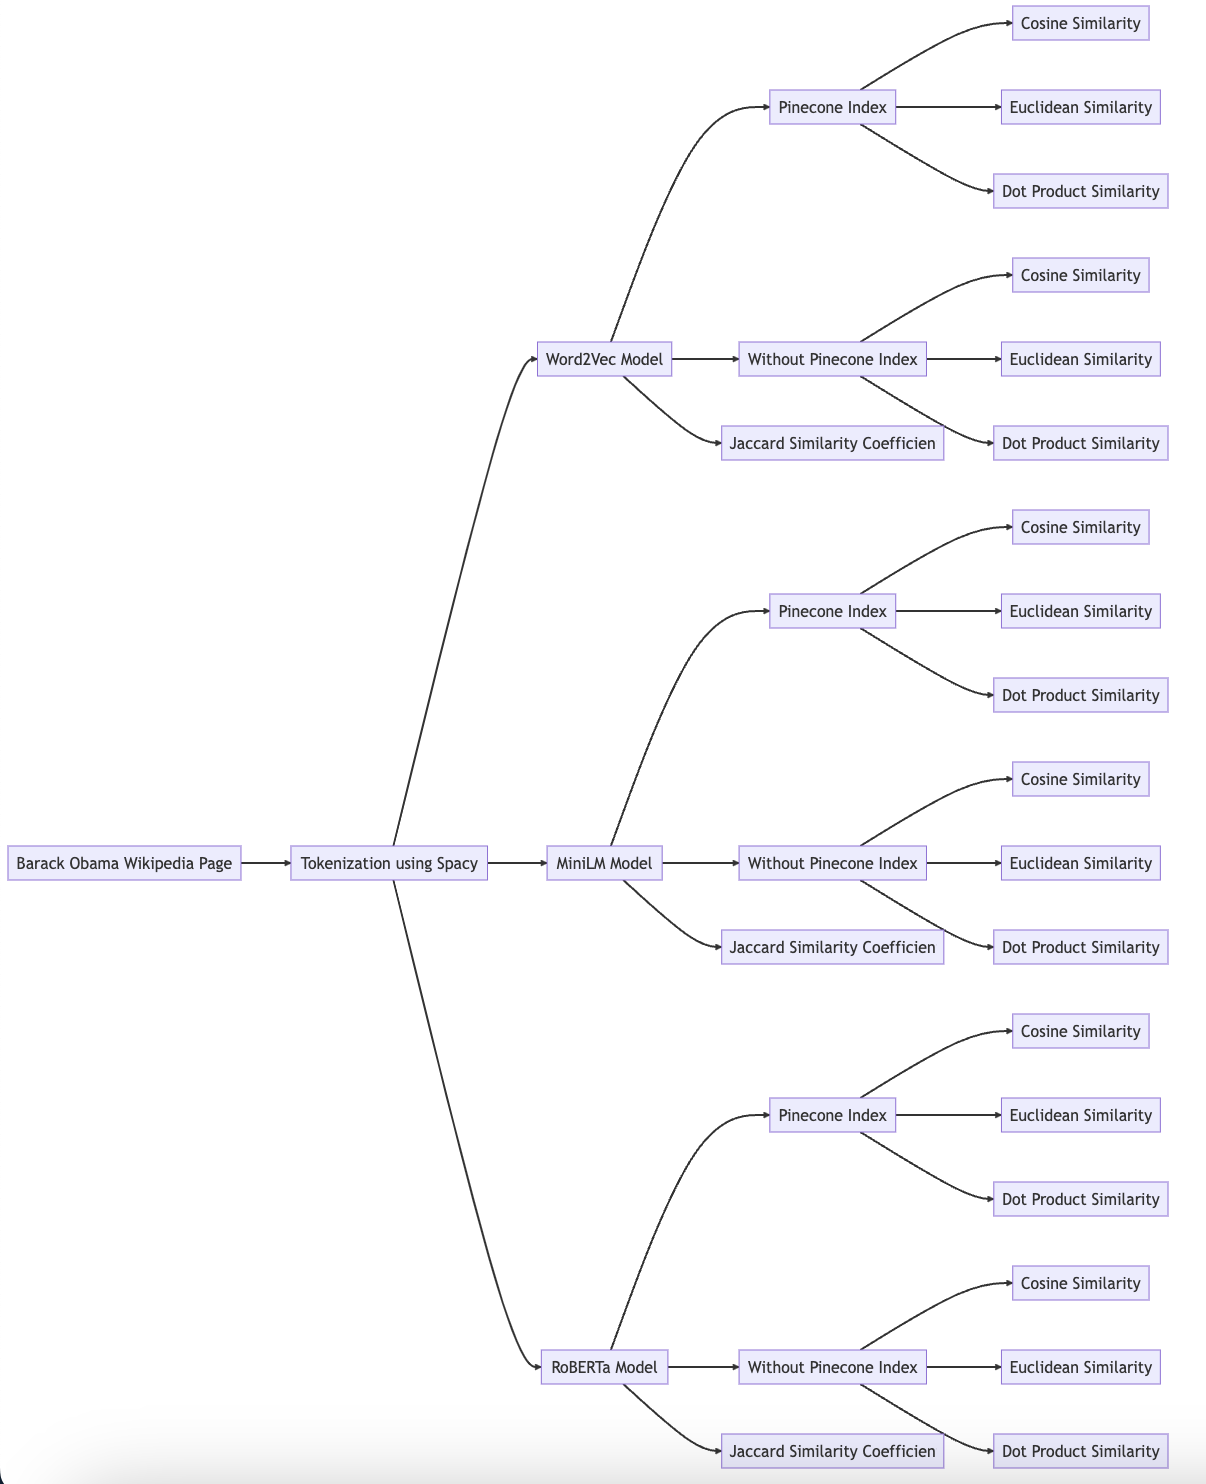 Cosine Similarity
Pinecone Index
Euclidean Similarity
Dot Product Similarity
Cosine Similarity
Word2Vec Model
Without Pinecone Index
Euclidean Similarity
Jaccard Similarity Coefficien
Dot Product Similarity
Cosine Similarity
Pinecone Index
Euclidean Similarity
Dot Product Similarity
Cosine Similarity
Barack Obama Wikipedia Page
Tokenization using Spacy
MiniLM Model
Without Pinecone Index
Euclidean Similarity
Jaccard Similarity Coefficien
Dot Product Similarity
Cosine Similarity
Pinecone Index
Euclidean Similarity
Dot Product Similarity
Cosine Similarity
RoBERTa Model
Without Pinecone Index
Euclidean Similarity
Jaccard Similarity Coefficien
Dot Product Similarity